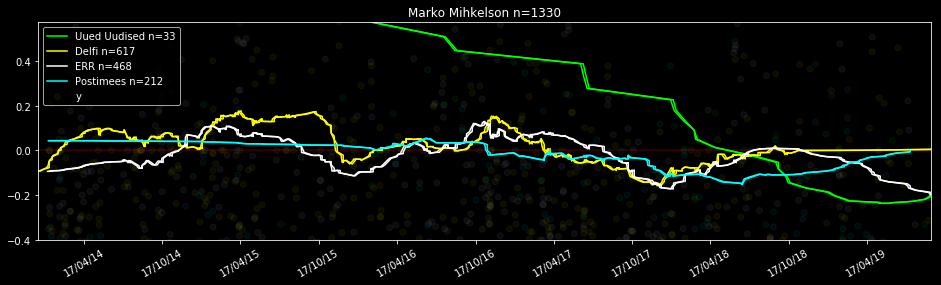 Marko Mihkelson n=1330
Uued Uudised n=33
Delfi n=617
ERR n=468
Postimees n=212
y
0.4
0.2
0.0
−0.2
−0.4
17/04/14 17/10/14 17/04/15 17/10/15 17/04/16 17/10/16 17/04/17 17/10/17 17/04/18 17/10/18 17/04/19